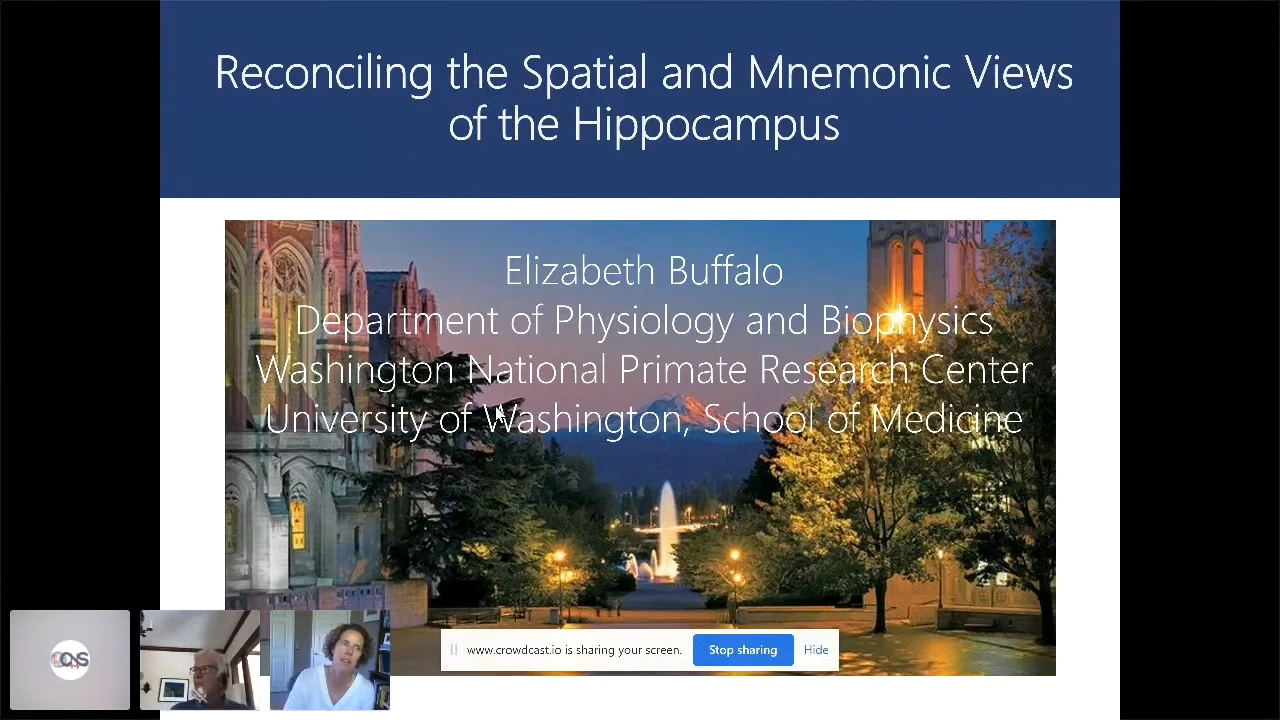 Reconciling the Spatial and Mnemonic Views
of the Hippocampus
Elizabeth Buffalo
Department of Physiology and Biophysics
Washington National Primate Research Center
University of Washington, School of Medicine
www.crowdcast.io is sharing your screen.
Stop sharing
Hide